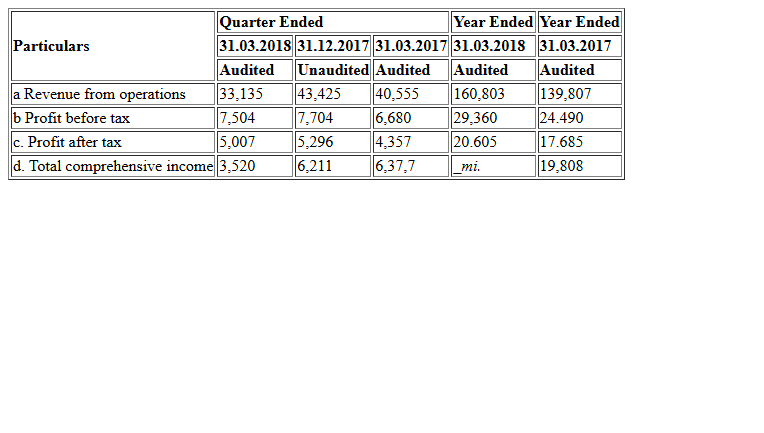 Particulars Quarter Ended Year Ended Year Ended
31.03.2018 31.12.2017 31.03.2017 31.03.2018 31.03.2017
Audited Unaudited Audited Audited Audited
a Revenue from operations 33,135 43,425 40,555 160,803 139,807
b Profit before tax 7,504 7,704 6,680 29,360 24.490
c. Profit after tax 5,007 5,296 4,357 20.605 17.685
d. Total comprehensive income 3,520 6,211 6,37,7 _mi. 19,808